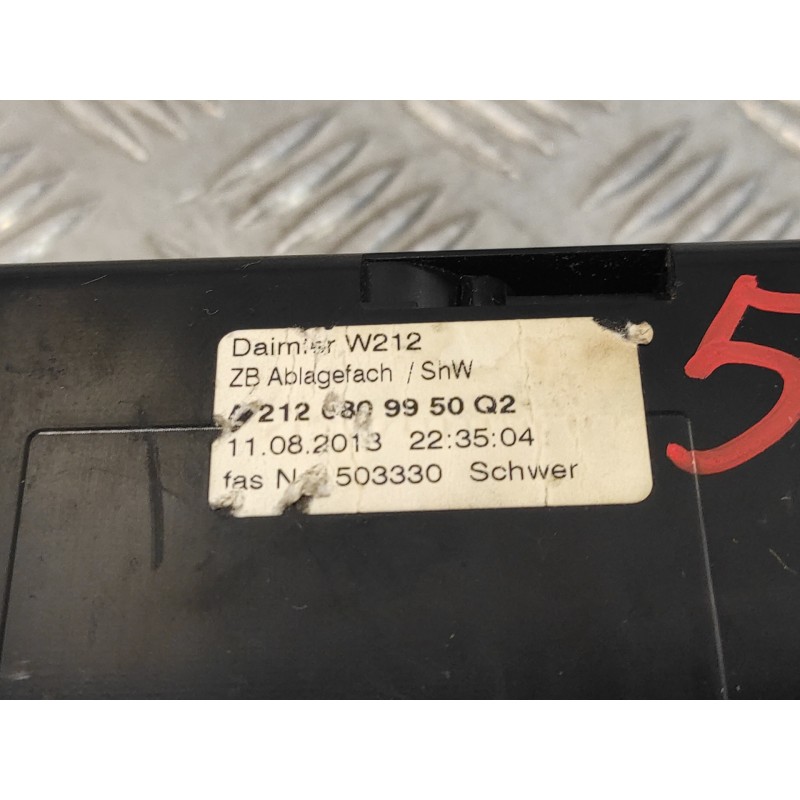 Daimler W212
ZB Ablagefach / ShW
212 680 99 50 Q2
11.08.2013 22:35:04
fas 503330 Schwer
5